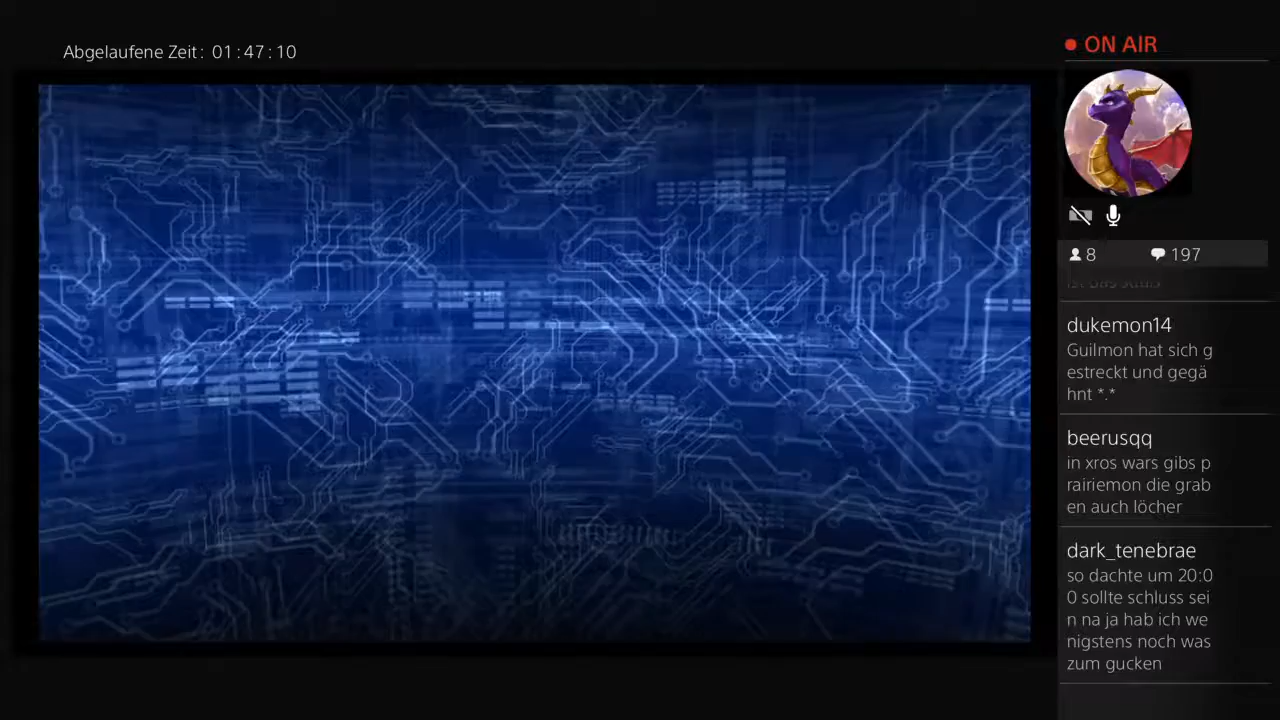 Abgelaufene Zeit: 01:47:10
ON AIR
8 197
dukemon14
Guilmon hat sich g
estreckt und gegä
hnt *.*
beerusqq
in xros wars gibs p
rairiemon die grab
en auch löcher
dark_tenebrae
so dachte um 20:0
0 sollte schluss sei
n na ja hab ich we
nigstens noch was
zum gucken